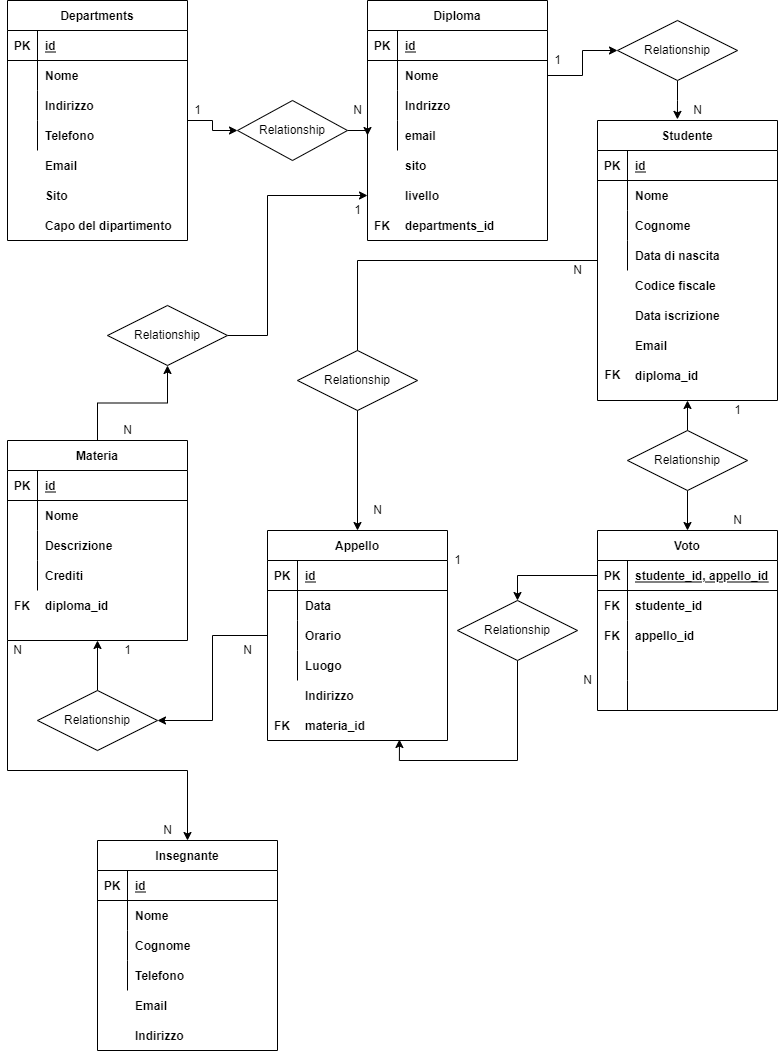 Departments
PK id
Nome
Indirizzo
Telefono
Email
Sito
Capo del dipartimento
1
Relationship
N
Diploma
PK id
Nome
Indrizzo
email
sito
livello
FK departments_id
1
1
Relationship
N
Studente
PK id
Nome
Cognome
Data di nascita
Codice fiscale
Data iscrizione
Email
FK diploma_id
N
1
Relationship
N
Relationship
N
Relationship
N
Materia
PK id
Nome
Descrizione
Crediti
FK diploma_id
N
1
Relationship
N
Appello
PK id
Data
Orario
Luogo
Indirizzo
FK materia_id
1
Relationship
N
Voto
PK studente_id, appello_id
FK studente_id
FK appello_id
N
Insegnante
PK id
Nome
Cognome
Telefono
Email
Indirizzo